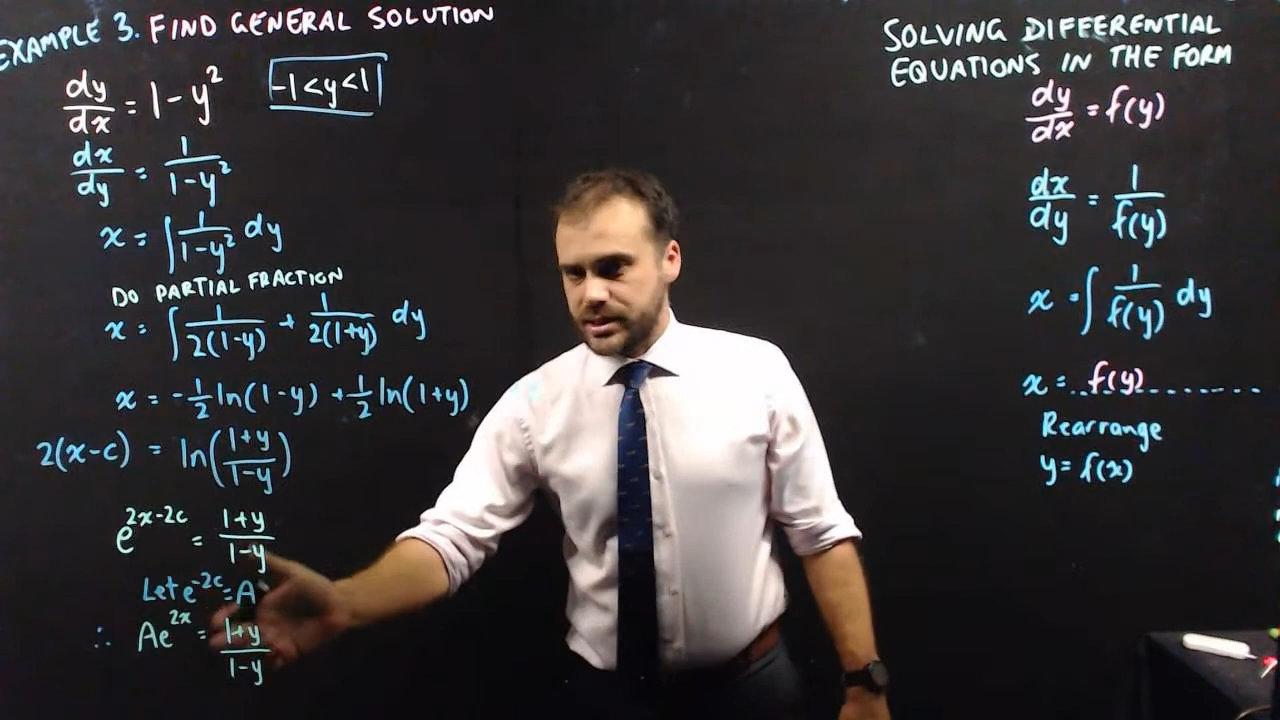 EXAMPLE 3. FIND GENERAL SOLUTION
dy/dx = 1 - y²
-1 < y < 1
dx/dy = 1/(1-y²)
x = ∫ 1/(1-y²) dy
DO PARTIAL FRACTION
x = ∫ 1/(2(1-y)) + 1/(2(1+y)) dy
x = -1/2 ln(1-y) + 1/2 ln(1+y)
2(x-c) = ln((1+y)/(1-y))
e^(2x-2c) = (1+y)/(1-y)
Let e^(-2c) = A
∴ Ae^(2x) = (1+y)/(1-y)
SOLVING DIFFERENTIAL
EQUATIONS IN THE FORM
dy/dx = f(y)
dx/dy = 1/f(y)
x = ∫ 1/f(y) dy
x = ..f(y)........
Rearrange
y = f(x)